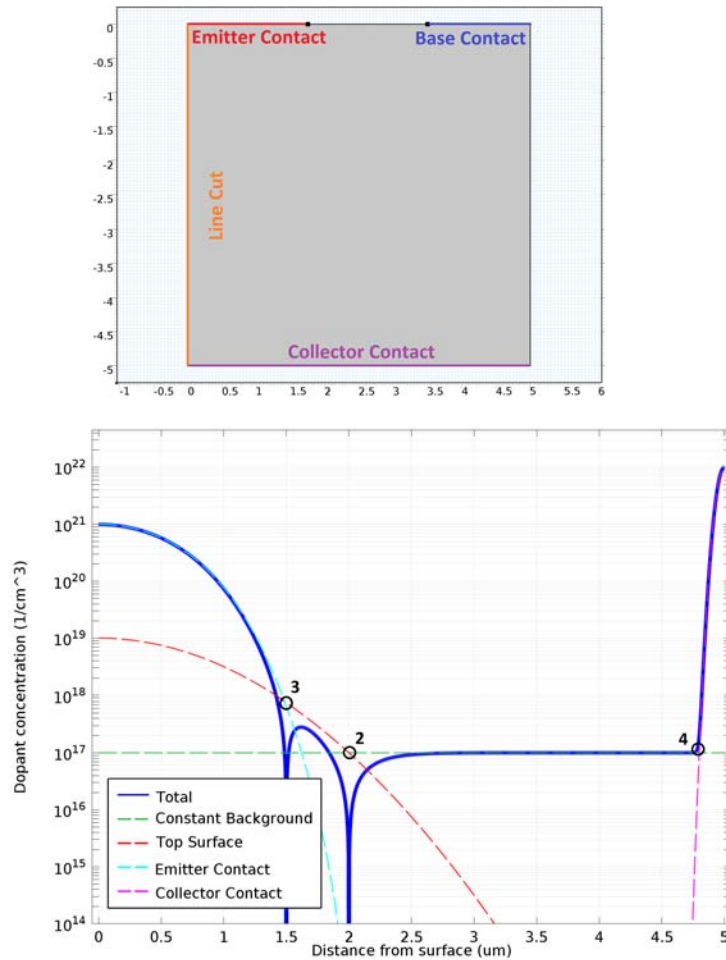 Emitter Contact
Base Contact
Line Cut
Collector Contact
0
-0.5
-1
-1.5
-2
-2.5
-3
-3.5
-4
-4.5
-5
-1 0 0.5 1 1.5 2 2.5 3 3.5 4 4.5 5 5.5 6
Dopant concentration (1/cm^3)
10^22
10^21
10^20
10^19
10^18
10^17
10^16
10^15
10^14
3
2
4
Total
Constant Background
Top Surface
Emitter Contact
Collector Contact
0 0.5 1 1.5 2 2.5 3 3.5 4 4.5 5
Distance from surface (um)